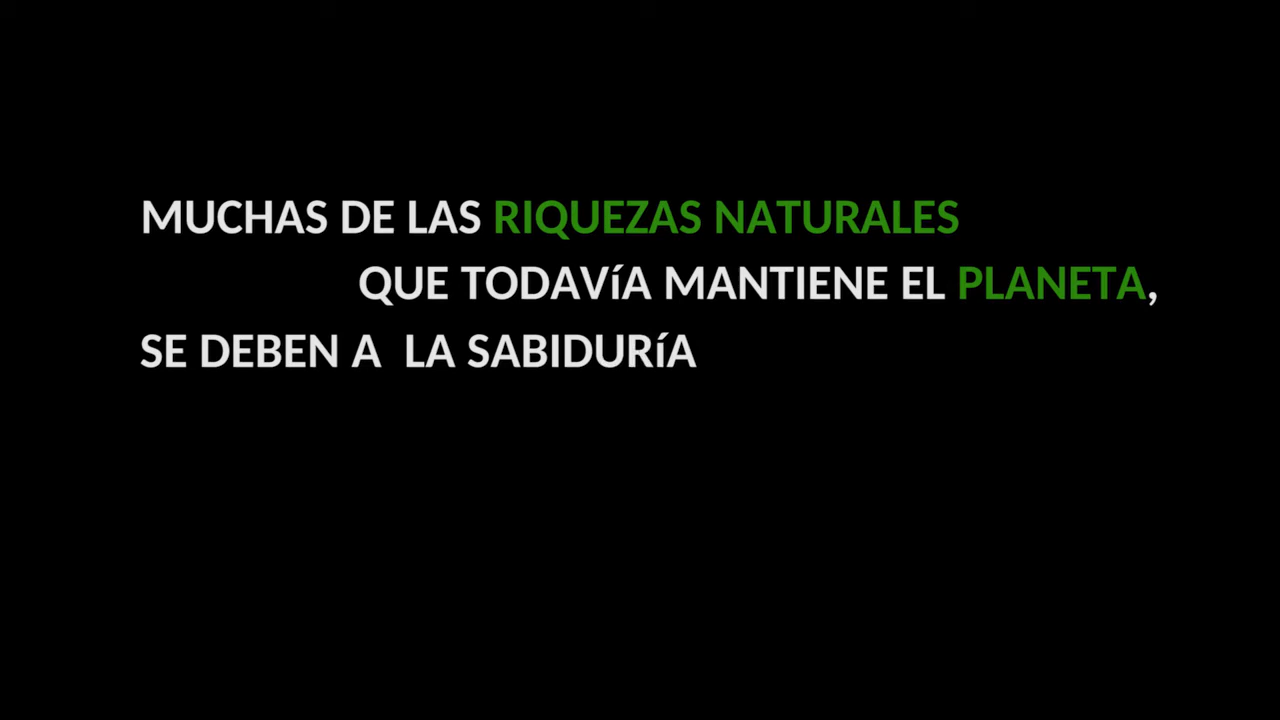 MUCHAS DE LAS RIQUEZAS NATURALES
QUE TODAVíA MANTIENE EL PLANETA,
SE DEBEN A  LA SABIDURíA